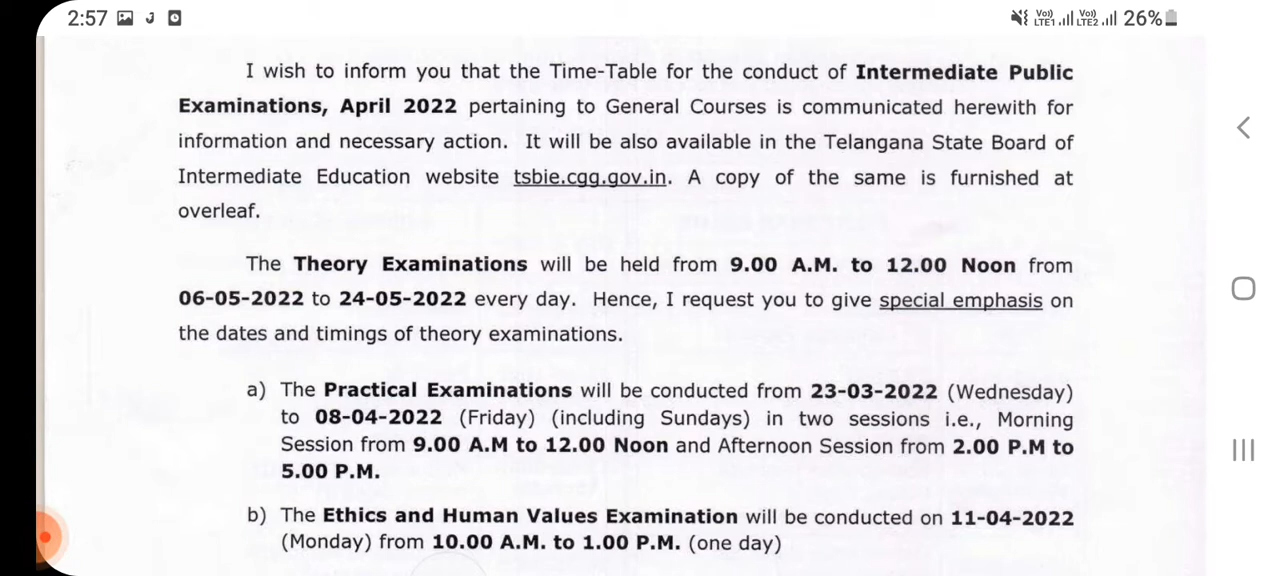 2:57
Vo)) Vo))
LTE1 LTE2 26%
I wish to inform you that the Time-Table for the conduct of Intermediate Public
Examinations, April 2022 pertaining to General Courses is communicated herewith for
information and necessary action. It will be also available in the Telangana State Board of
Intermediate Education website tsbie.cgg.gov.in. A copy of the same is furnished at
overleaf.
The Theory Examinations will be held from 9.00 A.M. to 12.00 Noon from
06-05-2022 to 24-05-2022 every day. Hence, I request you to give special emphasis on
the dates and timings of theory examinations.
a) The Practical Examinations will be conducted from 23-03-2022 (Wednesday)
to 08-04-2022 (Friday) (including Sundays) in two sessions i.e., Morning
Session from 9.00 A.M to 12.00 Noon and Afternoon Session from 2.00 P.M to
5.00 P.M.
b) The Ethics and Human Values Examination will be conducted on 11-04-2022
(Monday) from 10.00 A.M. to 1.00 P.M. (one day)